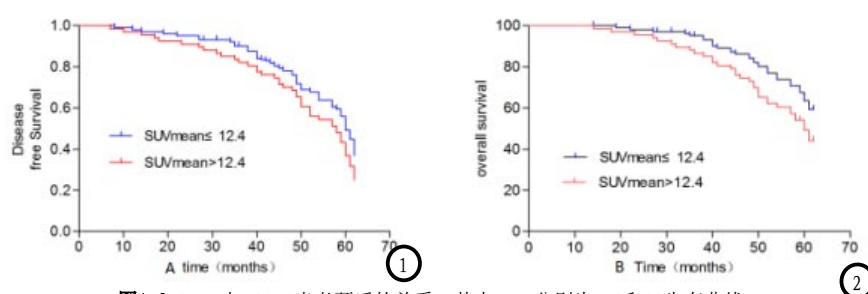 1.0
0.8
0.6
0.4
0.2
0.0
Disease
free Survival
SUVmean≤ 12.4
SUVmean>12.4
0 10 20 30 40 50 60 70
A time（months）
1
100
80
60
40
20
0
overall survival
SUVmean≤ 12.4
SUVmean>12.4
0 10 20 30 40 50 60 70
B Time（months）
2
图1